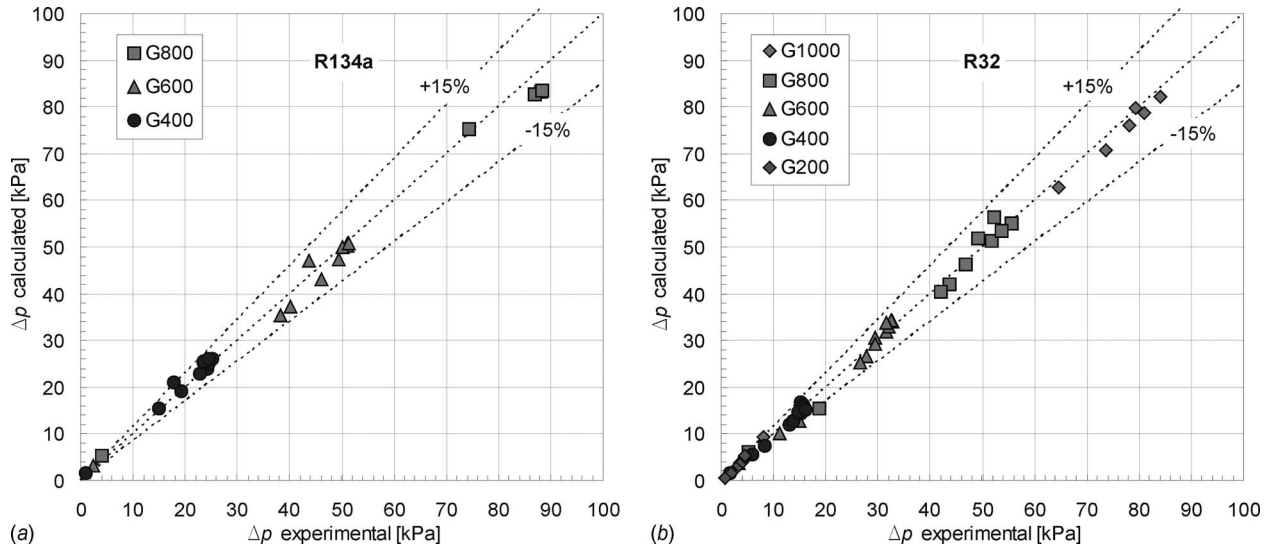 100
90
80
70
60
50
40
30
20
10
0
Δp calculated [kPa]
G800
G600
G400
R134a
+15%
-15%
0 10 20 30 40 50 60 70 80 90 100
(a)
Δp experimental [kPa]
100
90
80
70
60
50
40
30
20
10
0
Δp calculated [kPa]
G1000
G800
G600
G400
G200
R32
+15%
-15%
0 10 20 30 40 50 60 70 80 90 100
(b)
Δp experimental [kPa]